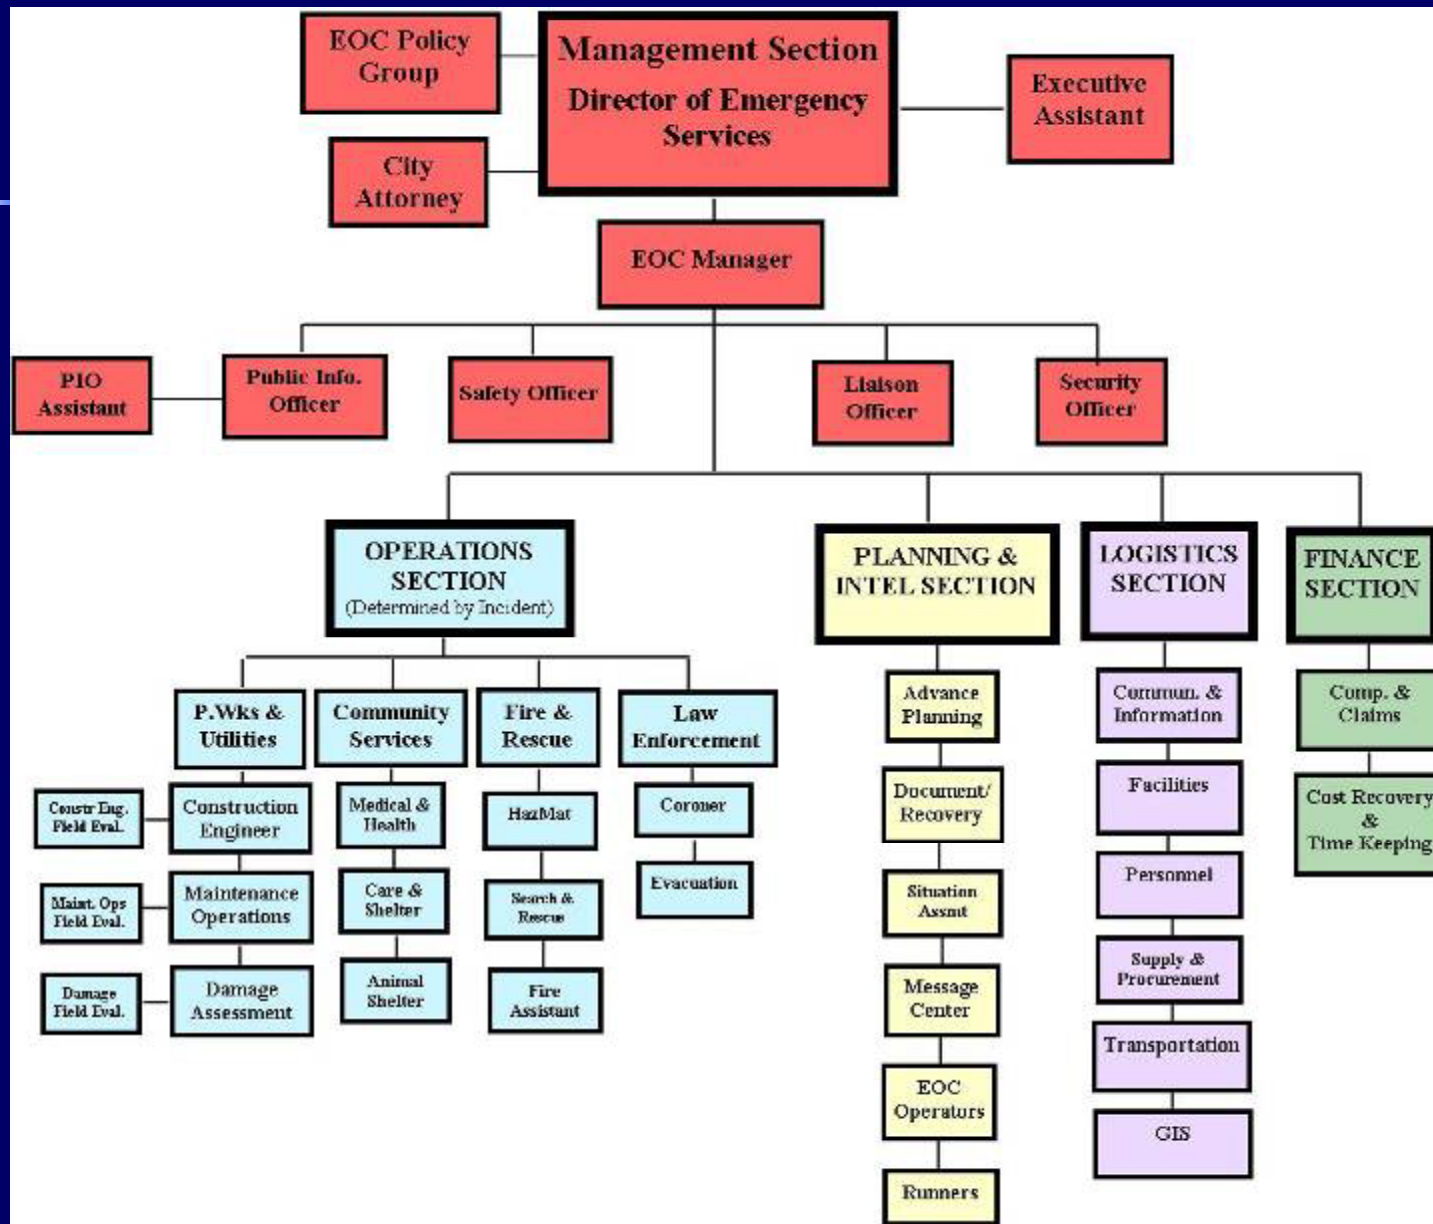 EOC Policy
Group
Management Section
Director of Emergency
Services
Executive
Assistant
City
Attorney
EOC Manager
PIO
Assistant
Public Info.
Officer
Safety Officer
Liaison
Officer
Security
Officer
OPERATIONS
SECTION
(Determined by Incident)
PLANNING &
INTEL SECTION
LOGISTICS
SECTION
FINANCE
SECTION
P.Wks &
Utilities
Community
Services
Fire &
Rescue
Law
Enforcement
Constr Eng.
Field Eval.
Construction
Engineer
Maint. Ops
Field Eval.
Maintenance
Operations
Damage
Field Eval.
Damage
Assessment
Medical &
Health
Care &
Shelter
Animal
Shelter
HazMat
Search &
Rescue
Fire
Assistant
Coroner
Evacuation
Advance
Planning
Document/
Recovery
Situation
Assmt
Message
Center
EOC
Operators
Runners
Commun. &
Information
Facilities
Personnel
Supply &
Procurement
Transportation
GIS
Comp. &
Claims
Cost Recovery
&
Time Keeping